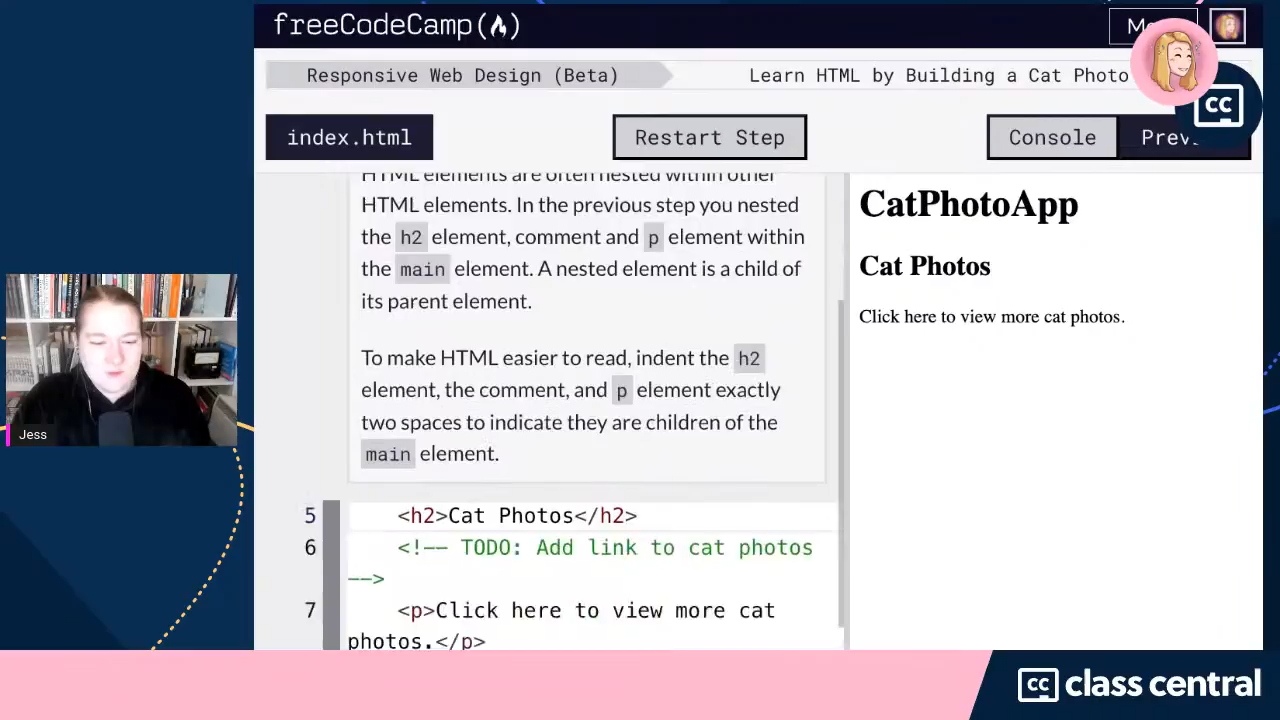 freeCodeCamp(🔥)
Me
Responsive Web Design (Beta)
Learn HTML by Building a Cat Photo
cc
index.html
Restart Step
Console
Prev
HTML elements are often nested within other
HTML elements. In the previous step you nested
the h2 element, comment and p element within
the main element. A nested element is a child of
its parent element.
To make HTML easier to read, indent the h2
element, the comment, and p element exactly
two spaces to indicate they are children of the
main element.
5 <h2>Cat Photos</h2>
6 <!-- TODO: Add link to cat photos
-->
7 <p>Click here to view more cat
photos.</p>
CatPhotoApp
Cat Photos
Click here to view more cat photos.
Jess
cc class central